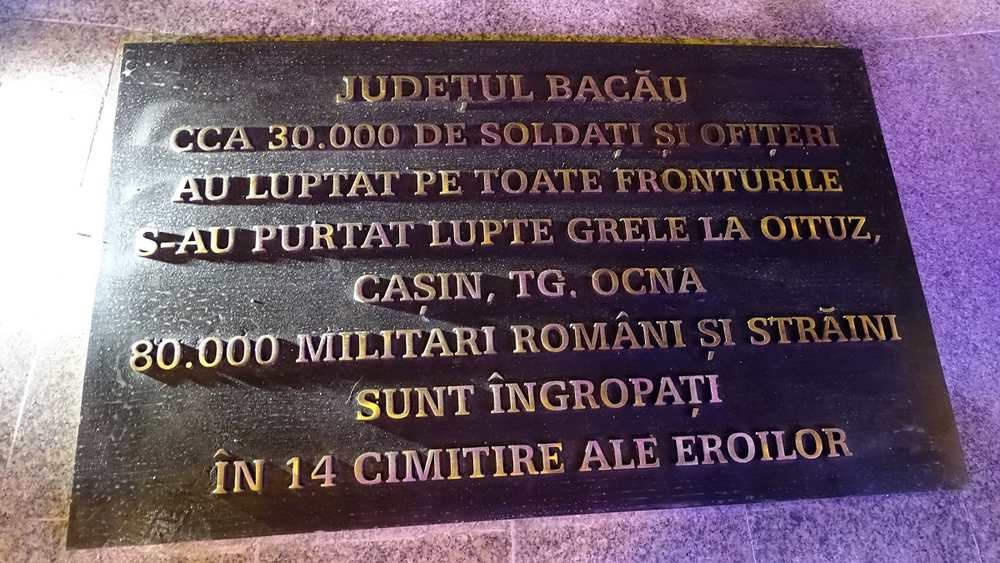 JUDEȚUL BACĂU
CCA 30.000 DE SOLDAȚI ȘI OFIȚERI
AU LUPTAT PE TOATE FRONTURILE
S-AU PURTAT LUPTE GRELE LA OITUZ,
CAȘIN, TG. OCNA
80.000 MILITARI ROMÂNI ȘI STRĂINI
SUNT ÎNGROPAȚI
ÎN 14 CIMITIRE ALE EROILOR